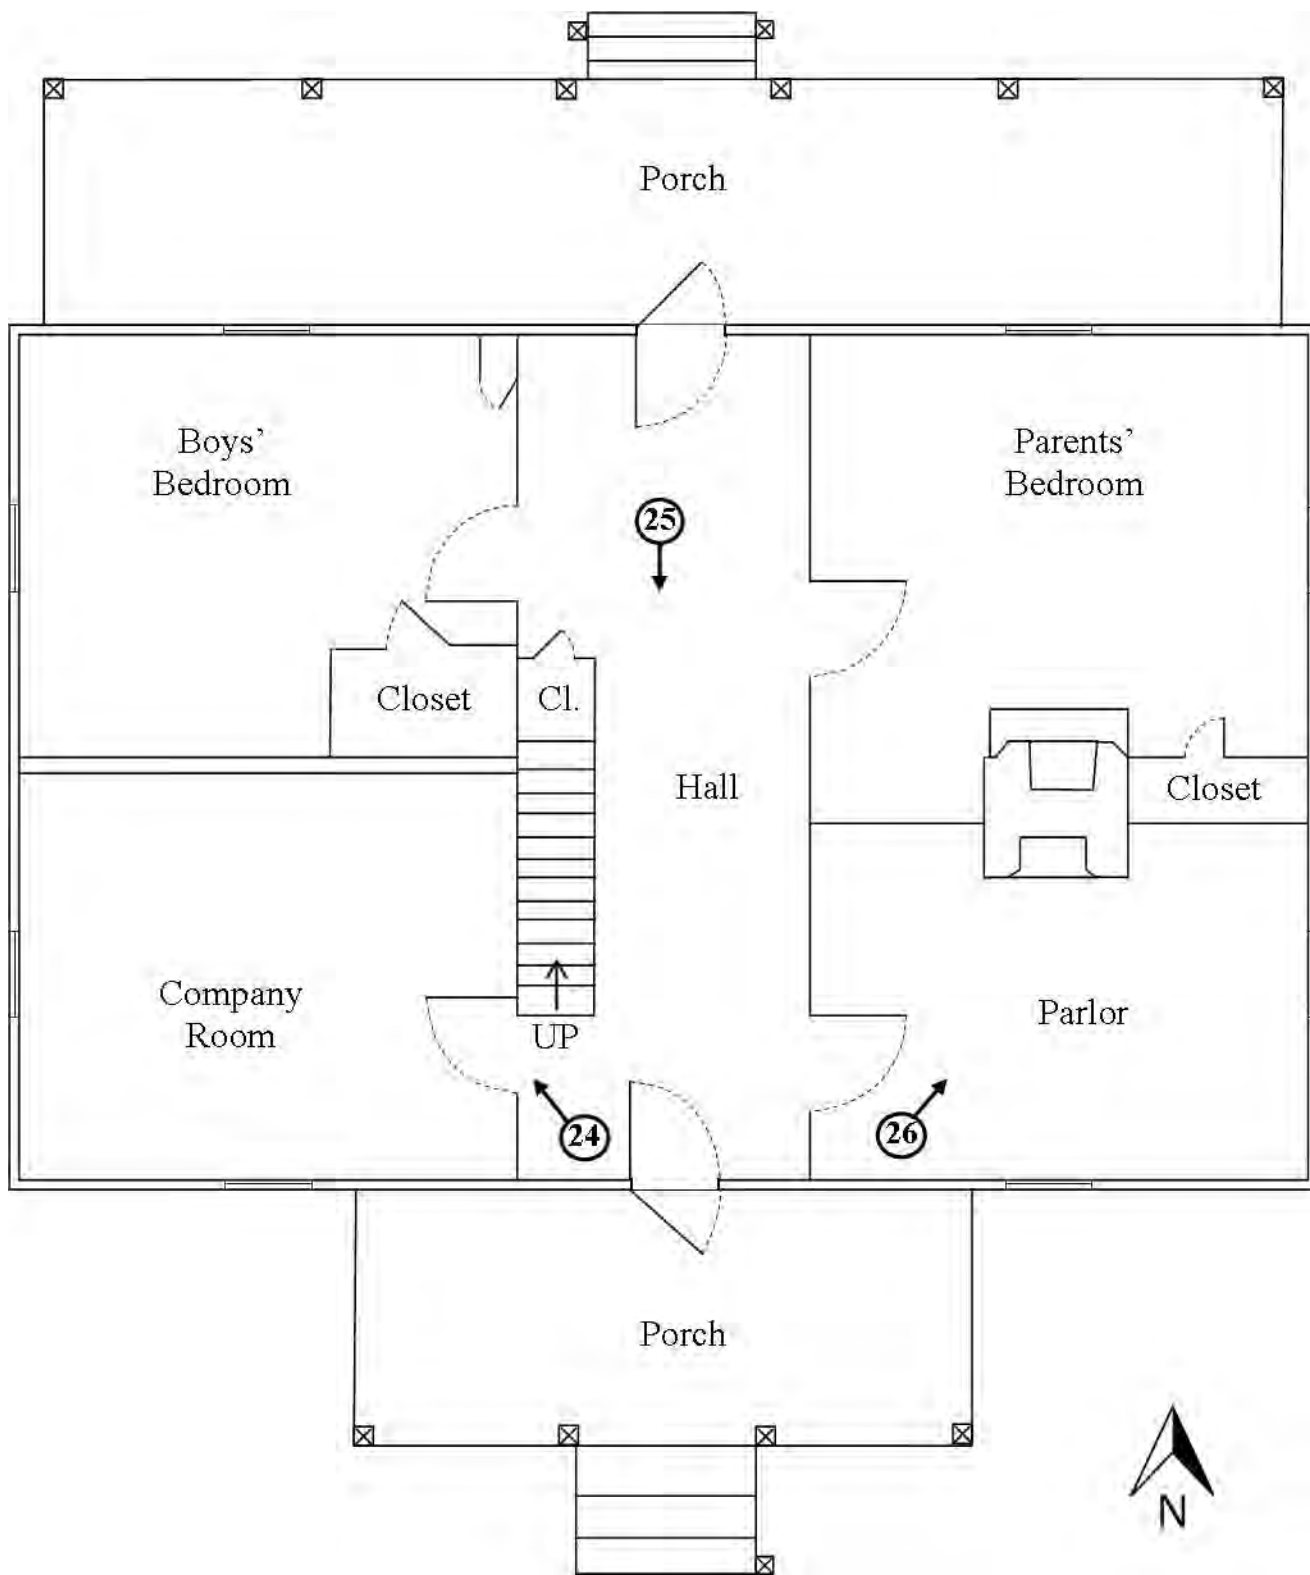 Porch
Boys’
Bedroom
Parents’
Bedroom
25
Closet
Cl.
Hall
Closet
Company
Room
UP
Parlor
24
26
Porch
N